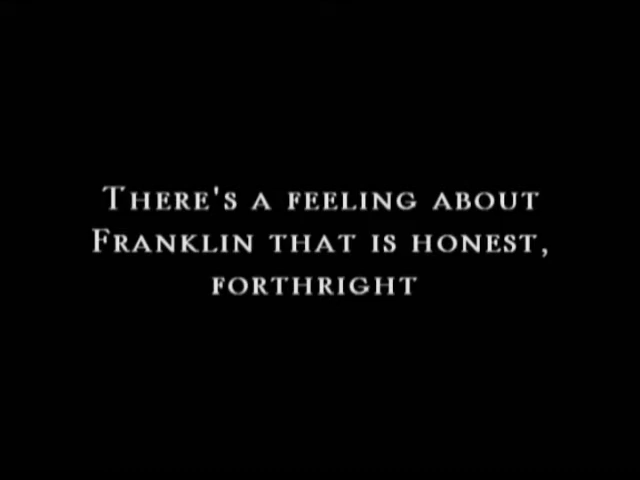 There's a feeling about
Franklin that is honest,
forthright